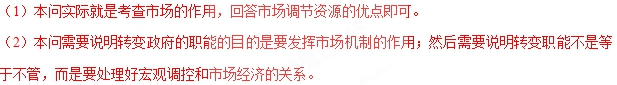 （1）本问实际就是考查市场的作用，回答市场调节资源的优点即可。
（2）本问需要说明转变政府的职能的目的是要发挥市场机制的作用；然后需要说明转变职能不是等
于不管，而是要处理好宏观调控和市场经济的关系。